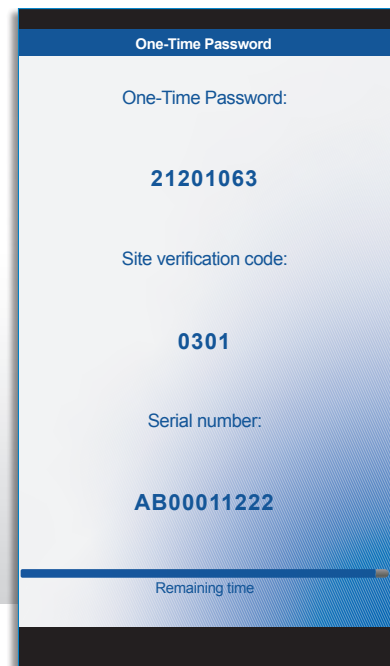 One-Time Password
One-Time Password:
21201063
Site verification code:
0301
Serial number:
AB00011222
Remaining time